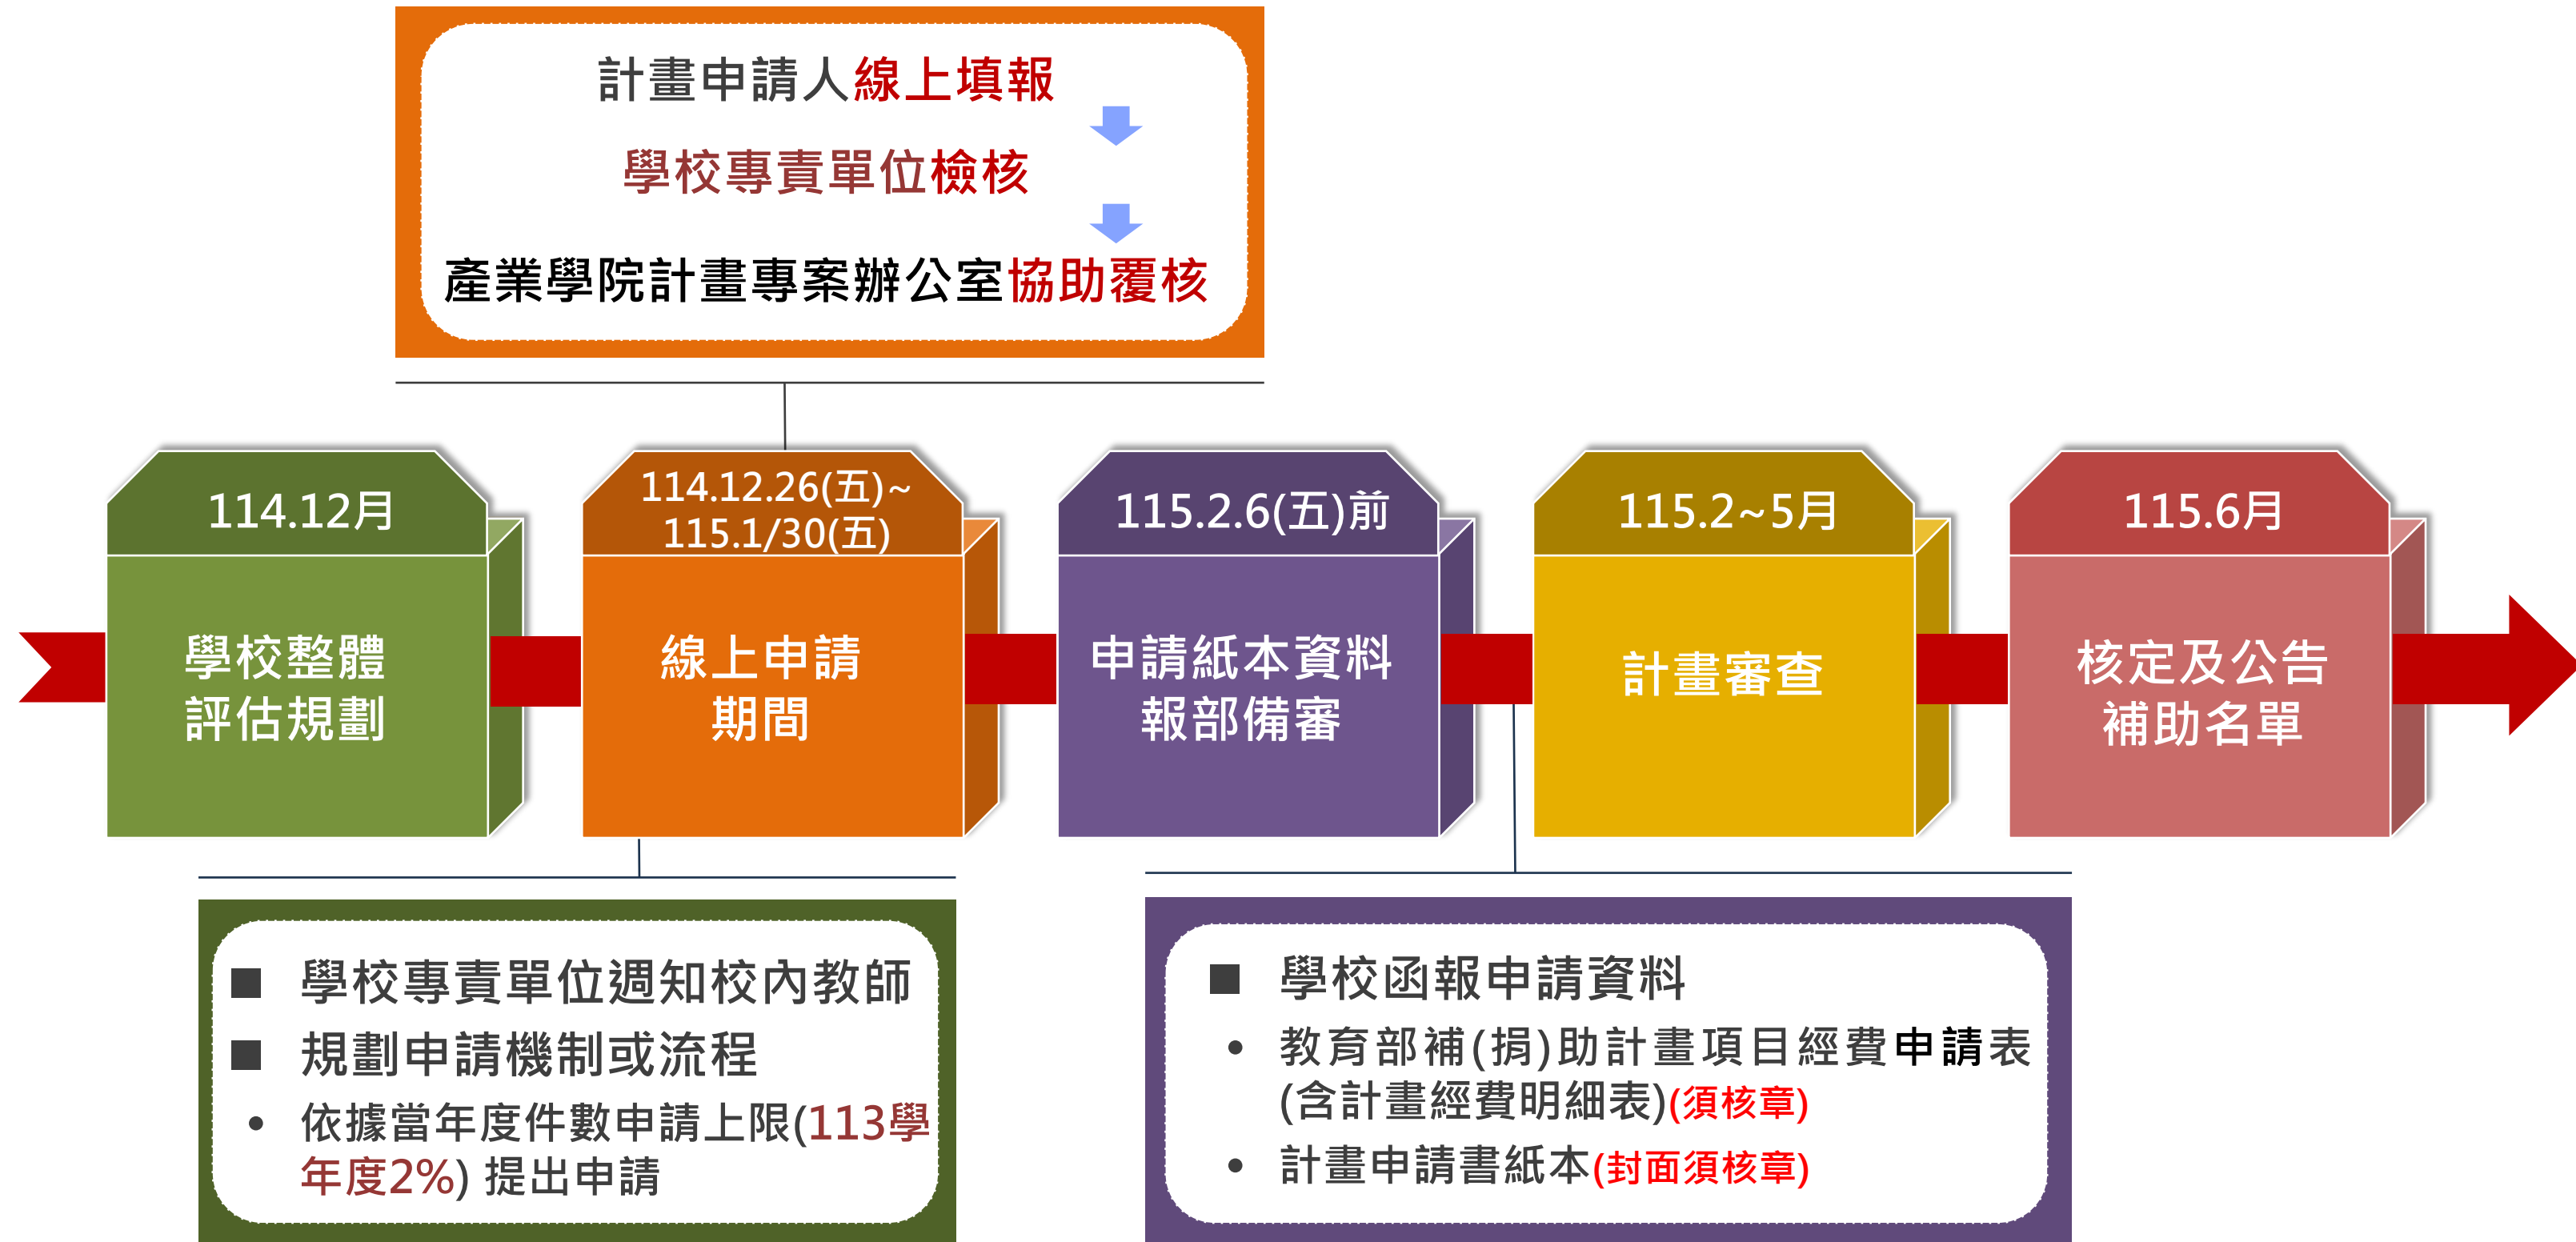 計畫申請人線上填報
學校專責單位檢核
產業學院計畫專案辦公室協助覆核
114.12月
學校整體
評估規劃
114.12.26(五)~
115.1/30(五)
線上申請
期間
115.2.6(五)前
申請紙本資料
報部備審
115.2~5月
計畫審查
115.6月
核定及公告
補助名單
■ 學校專責單位週知校內教師
■ 規劃申請機制或流程
• 依據當年度件數申請上限(113學
年度2%) 提出申請
■ 學校函報申請資料
• 教育部補(捐)助計畫項目經費申請表
(含計畫經費明細表)(須核章)
• 計畫申請書紙本(封面須核章)